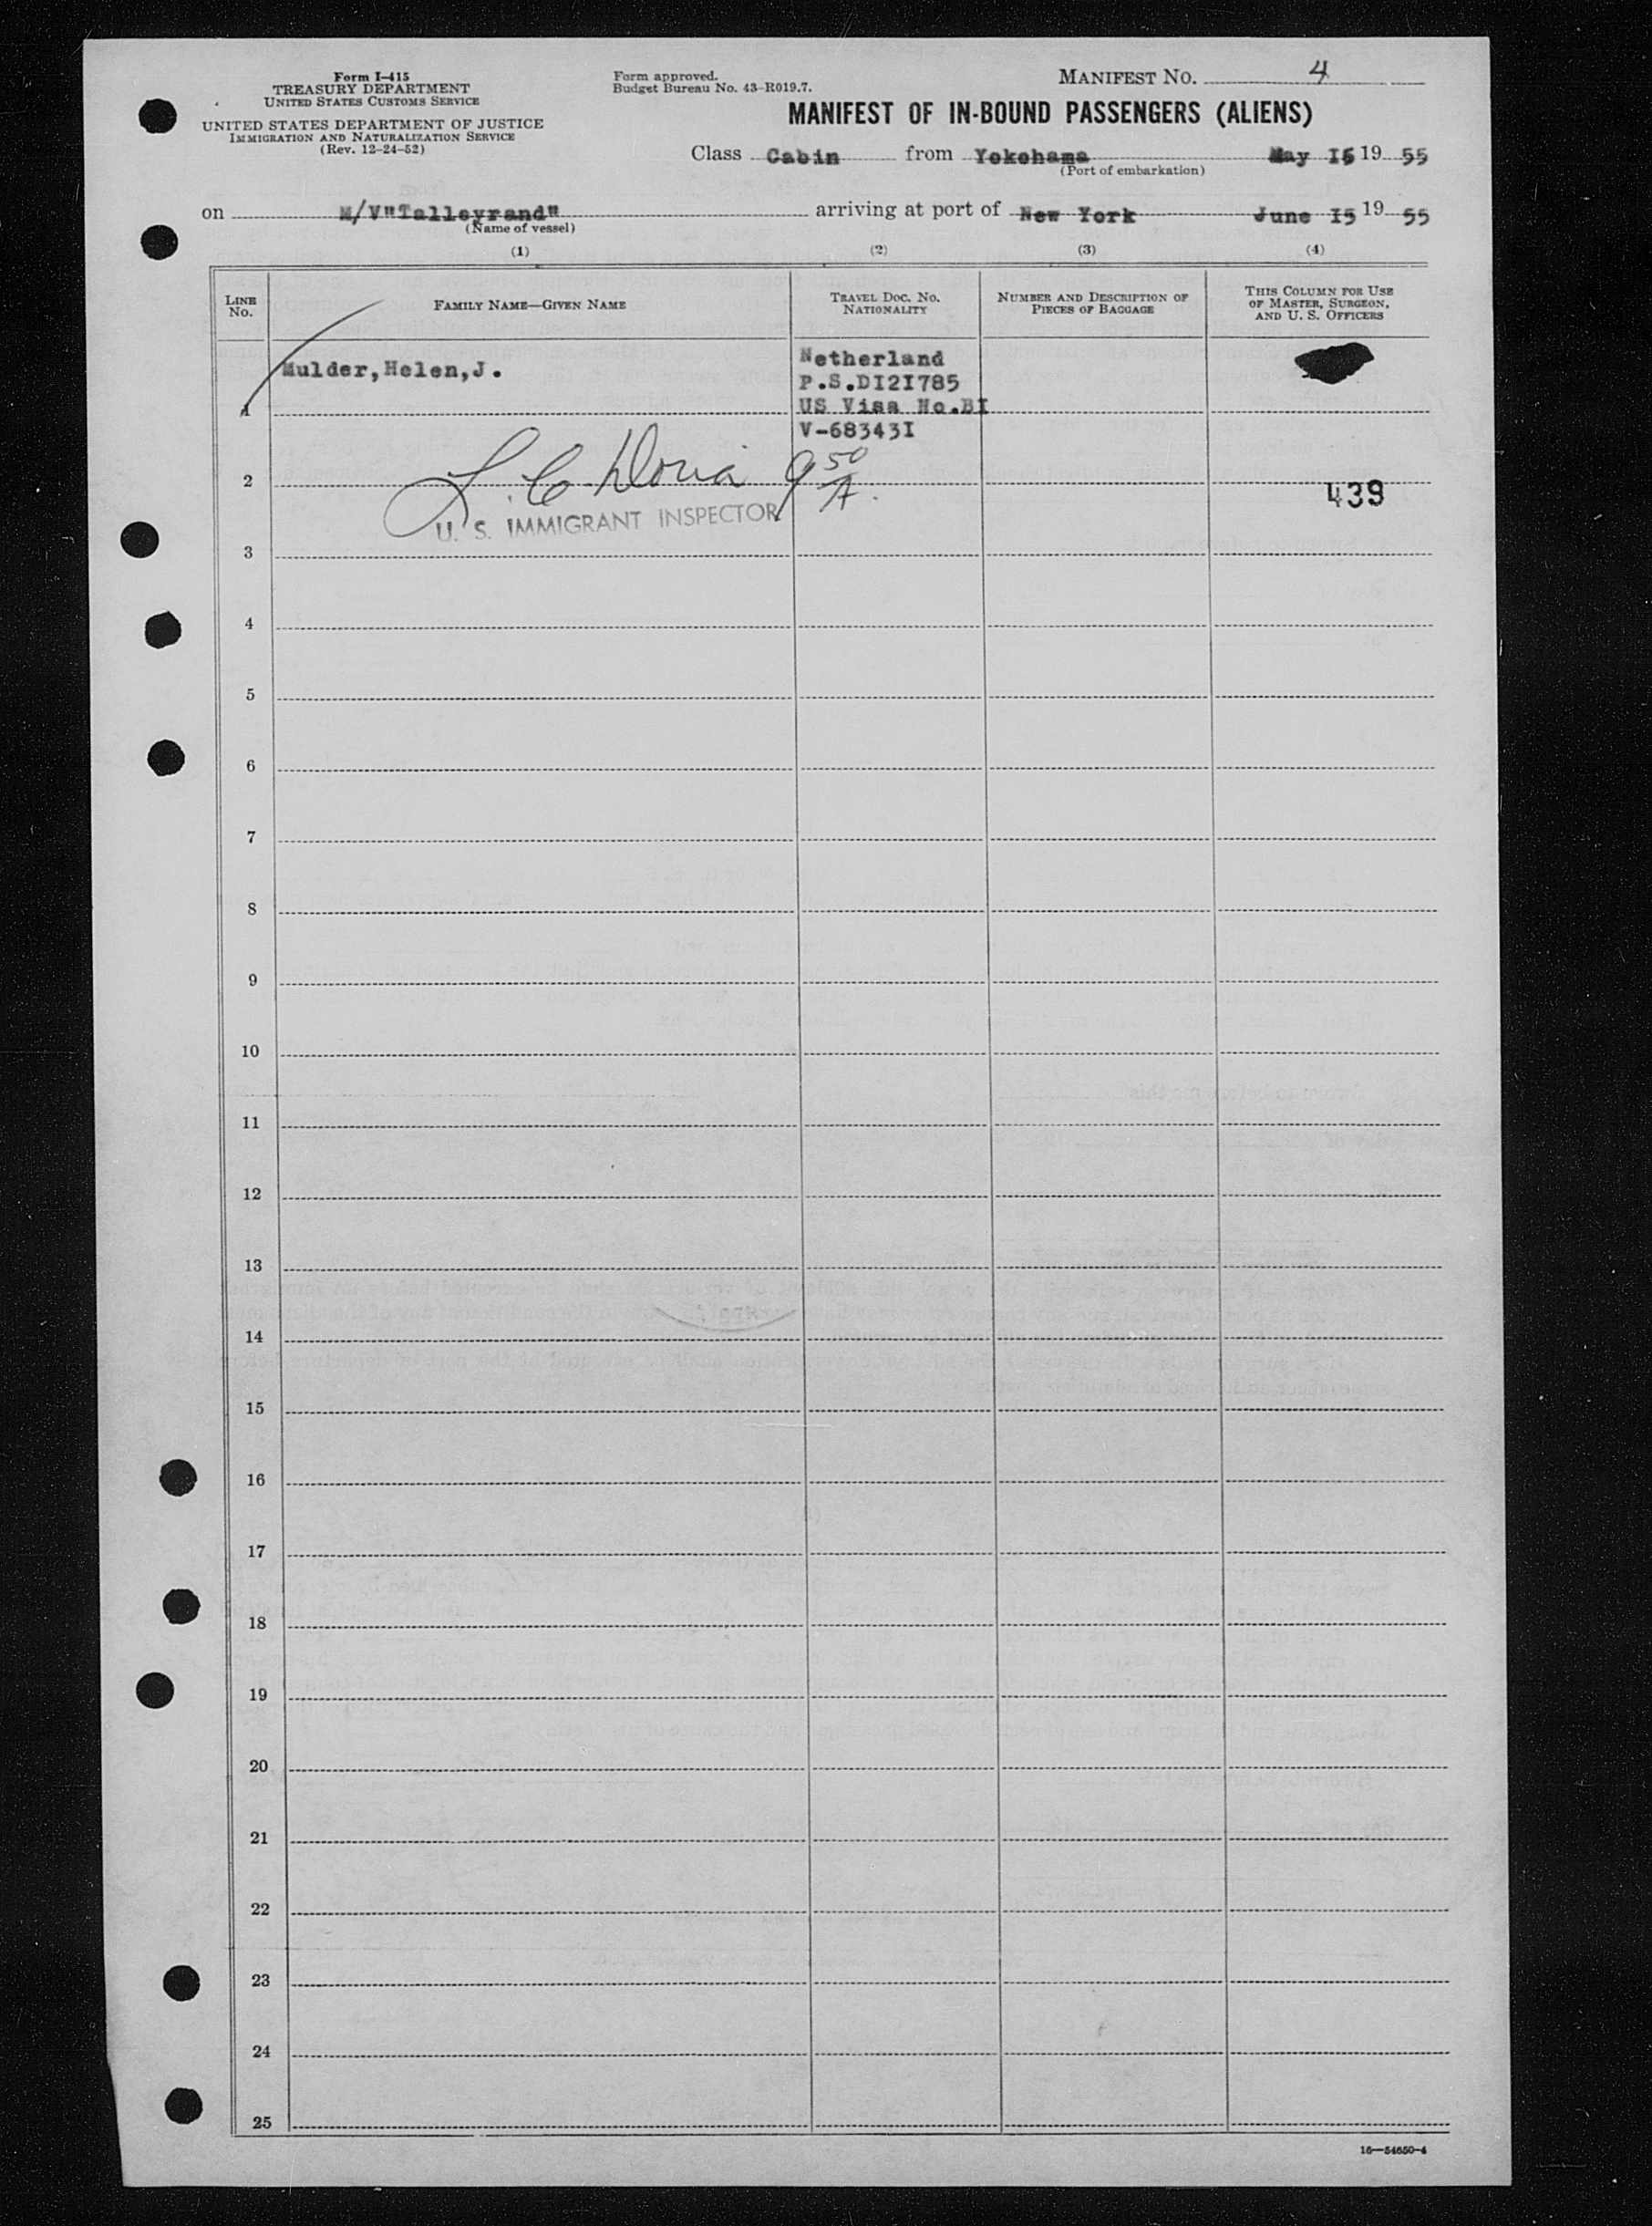 Form I-415
TREASURY DEPARTMENT
UNITED STATES CUSTOMS SERVICE
UNITED STATES DEPARTMENT OF JUSTICE
IMMIGRATION AND NATURALIZATION SERVICE
(Rev. 12-24-52)
Form approved.
Budget Bureau No. 43-R019.7.
MANIFEST NO. 4
MANIFEST OF IN-BOUND PASSENGERS (ALIENS)
Class Cabin from Yokohama May 16 19 55
(Port of embarkation)
on M/V"Talleyrand" arriving at port of New York June I5 19 55
(Name of vessel)
(1) (2) (3) (4)
LINE NO.
FAMILY NAME—GIVEN NAME
TRAVEL DOC. NO.
NATIONALITY
NUMBER AND DESCRIPTION OF
PIECES OF BAGGAGE
THIS COLUMN FOR USE
OF MASTER, SURGEON,
AND U. S. OFFICERS
1 Mulder,Helen,J.
Netherland
P.S.DI2I785
US Visa No.BI
V-68343I
2 L. C. Doria 9 50 A.
439
U. S. IMMIGRANT INSPECTOR
3
4
5
6
7
8
9
10
11
12
13
14
15
16
17
18
19
20
21
22
23
24
25
16—54650-4